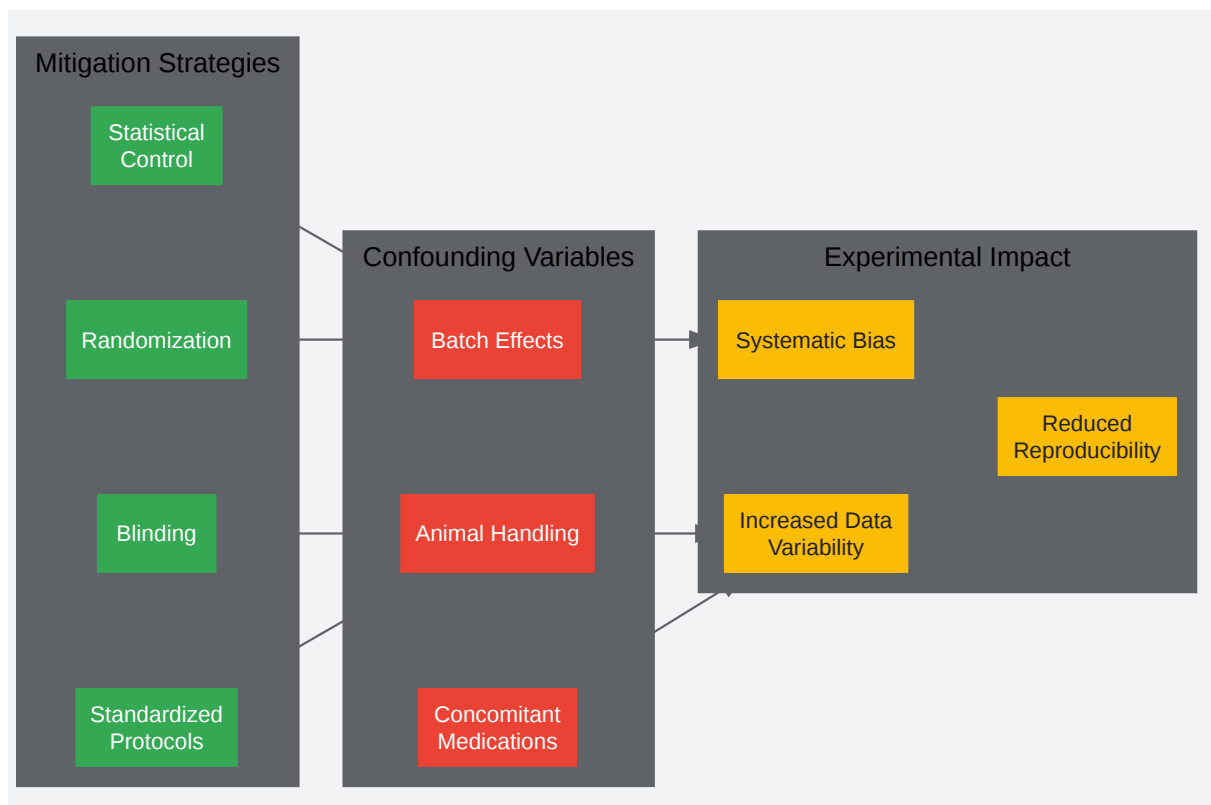 Mitigation Strategies
Statistical
Control
Randomization
Blinding
Standardized
Protocols
Confounding Variables
Batch Effects
Animal Handling
Concomitant
Medications
Experimental Impact
Systematic Bias
Reduced
Reproducibility
Increased Data
Variability